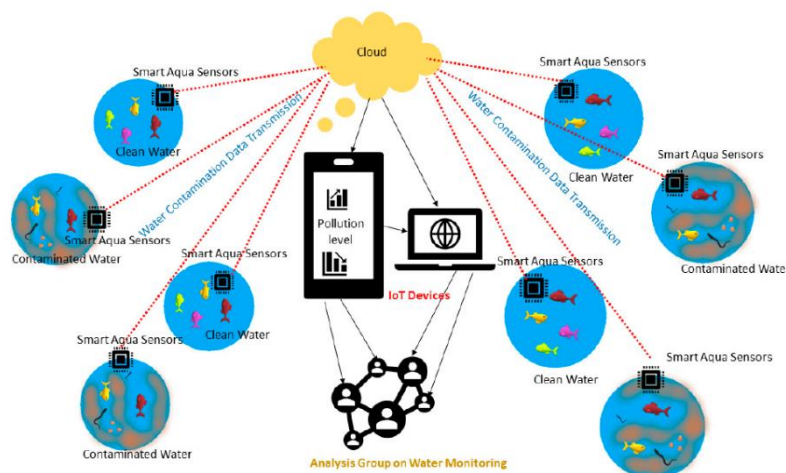 Cloud
Smart Aqua Sensors
Clean Water
Water Contamination Data Transmission
Smart Aqua Sensors
Contaminated Water
Smart Aqua Sensors
Clean Water
Smart Aqua Sensors
Contaminated Water
Pollution
level
IoT Devices
Smart Aqua Sensors
Clean Water
Water Contamination Data Transmission
Smart Aqua Sensors
Contaminated Wate
Smart Aqua Sensors
Clean Water
Smart Aqua Sensors
Analysis Group on Water Monitoring